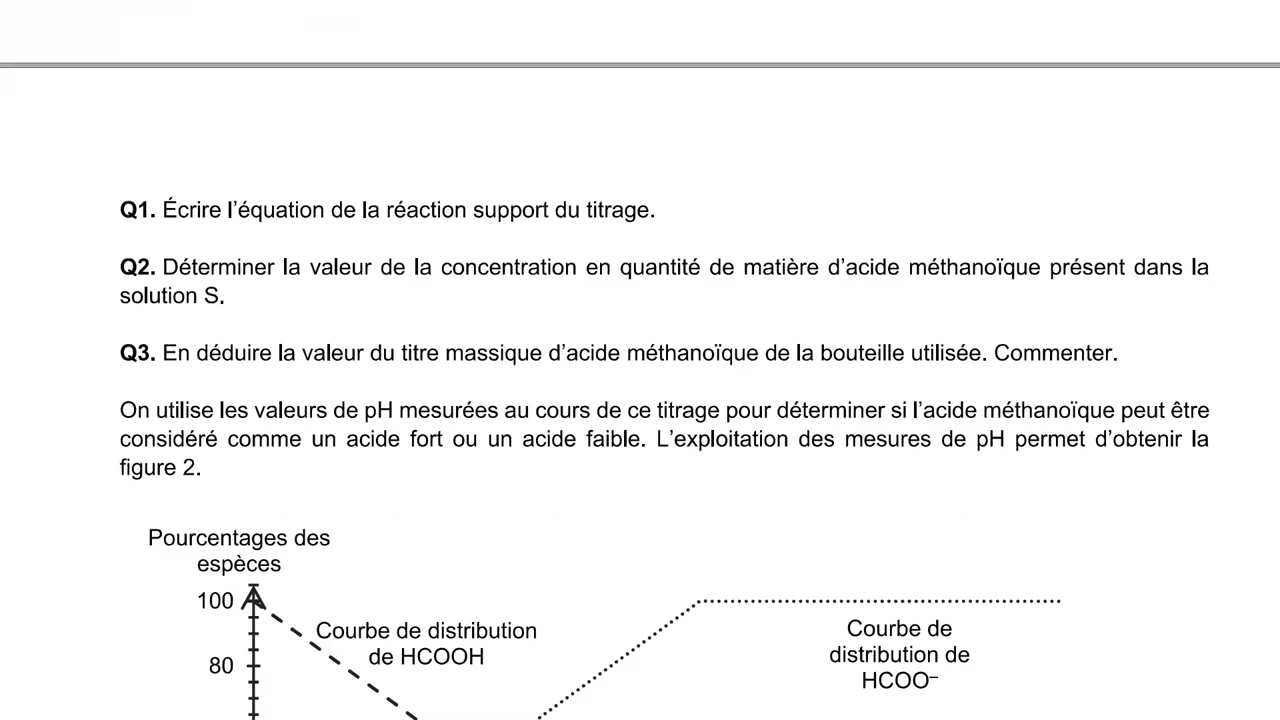 Q1. Écrire l’équation de la réaction support du titrage.
Q2. Déterminer la valeur de la concentration en quantité de matière d’acide méthanoïque présent dans la
solution S.
Q3. En déduire la valeur du titre massique d’acide méthanoïque de la bouteille utilisée. Commenter.
On utilise les valeurs de pH mesurées au cours de ce titrage pour déterminer si l’acide méthanoïque peut être
considéré comme un acide fort ou un acide faible. L’exploitation des mesures de pH permet d’obtenir la
figure 2.
Pourcentages des
espèces
100
Courbe de distribution
de HCOOH
80
Courbe de
distribution de
HCOO⁻